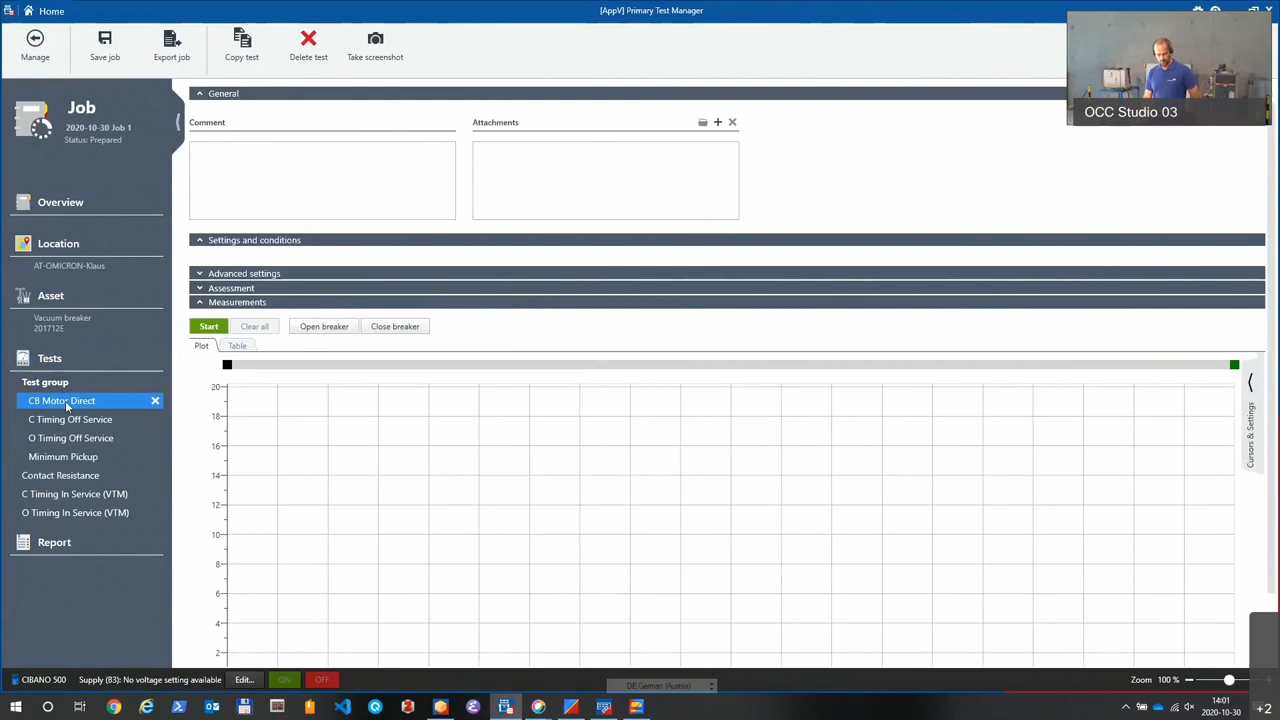 Home
[AppV] Primary Test Manager
Manage
Save job
Export job
Copy test
Delete test
Take screenshot
OCC Studio 03
Job
2020-10-30 Job 1
Status: Prepared
Overview
Location
AT-OMICRON-Klaus
Asset
Vacuum breaker
201712E
Tests
Test group
CB Motor Direct
C Timing Off Service
O Timing Off Service
Minimum Pickup
Contact Resistance
C Timing In Service (VTM)
O Timing In Service (VTM)
Report
General
Comment
Attachments
Settings and conditions
Advanced settings
Assessment
Measurements
Start
Clear all
Open breaker
Close breaker
Plot
Table
20
18
16
14
12
10
8
6
4
2
Cursors & Settings
CIBANO 500
Supply (83): No voltage setting available
Edit...
ON
OFF
DE German (Austria)
Zoom 100 %
14:01
2020-10-30
+2